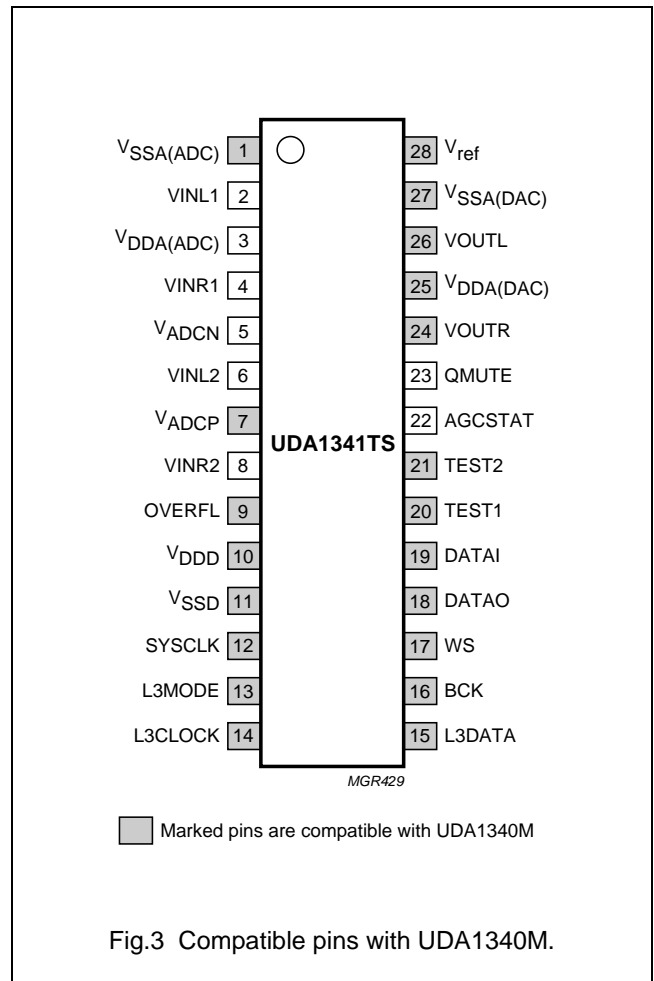 VSSA(ADC) 1
VINL1 2
VDDA(ADC) 3
VINR1 4
VADCN 5
VINL2 6
VADCP 7
VINR2 8
OVERFL 9
VDDD 10
VSSD 11
SYSCLK 12
L3MODE 13
L3CLOCK 14
UDA1341TS
28 Vref
27 VSSA(DAC)
26 VOUTL
25 VDDA(DAC)
24 VOUTR
23 QMUTE
22 AGCSTAT
21 TEST2
20 TEST1
19 DATAI
18 DATAO
17 WS
16 BCK
15 L3DATA
MGR429
Marked pins are compatible with UDA1340M
Fig.3 Compatible pins with UDA1340M.